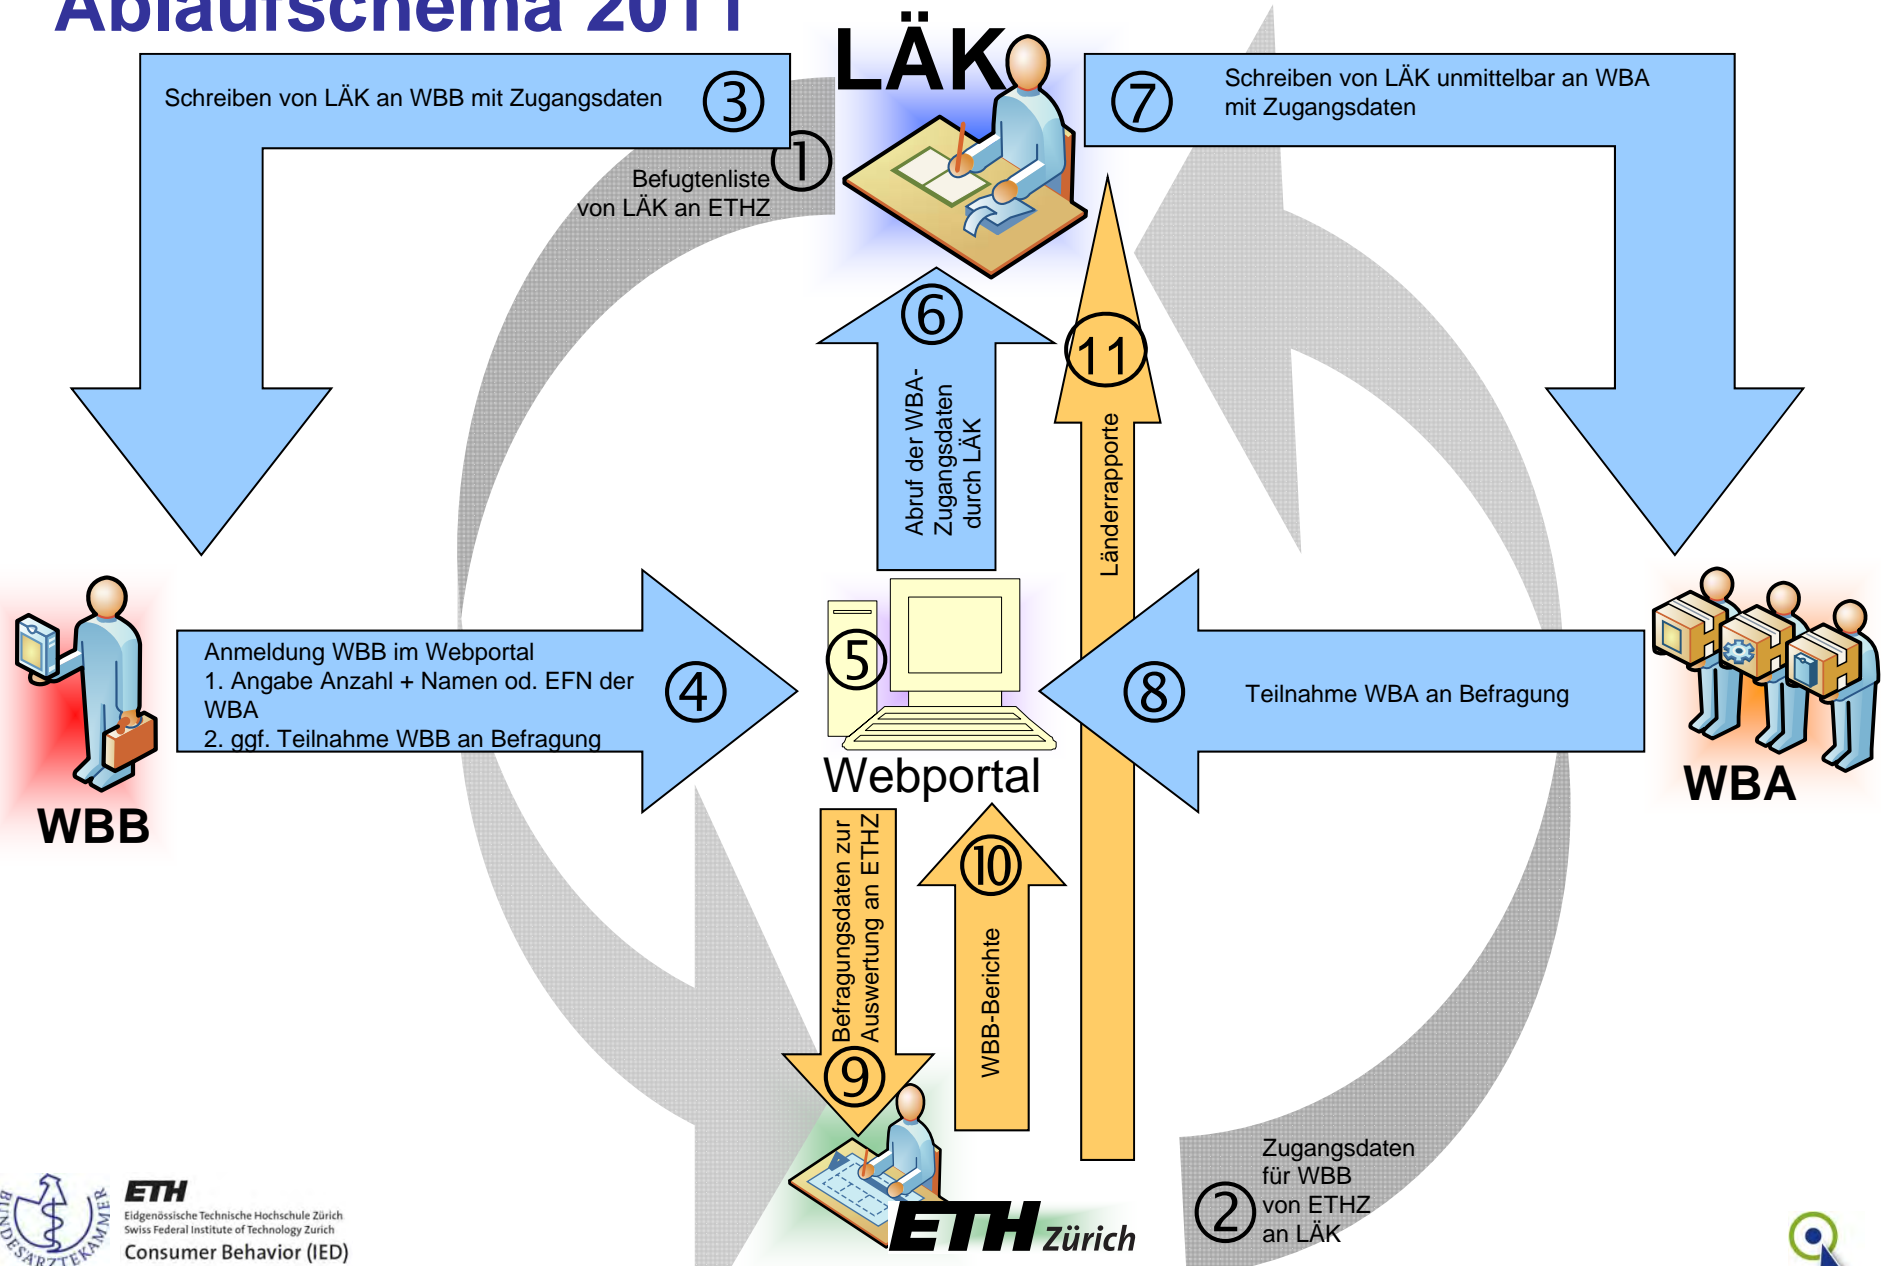 Ablaufschema 2011
LÄK
Schreiben von LÄK an WBB mit Zugangsdaten
③
⑦
Schreiben von LÄK unmittelbar an WBA
mit Zugangsdaten
①
Befugtenliste
von LÄK an ETHZ
⑥
Abruf der WBA-
Zugangsdaten
durch LÄK
11
Länderrapporte
WBB
Anmeldung WBB im Webportal
1. Angabe Anzahl + Namen od. EFN der
WBA
2. ggf. Teilnahme WBB an Befragung
④
⑤
Webportal
⑧
Teilnahme WBA an Befragung
WBA
Befragungsdaten zur
Auswertung an ETHZ
⑨
⑩
WBB-Berichte
ETH Zürich
②
Zugangsdaten
für WBB
von ETHZ
an LÄK
BUNDESÄRZTEKAMMER
ETH
Eidgenössische Technische Hochschule Zürich
Swiss Federal Institute of Technology Zurich
Consumer Behavior (IED)